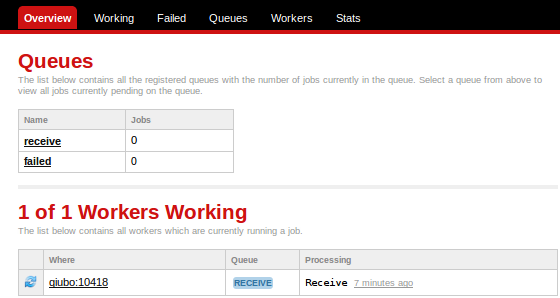 Overview Working Failed Queues Workers Stats
Queues
The list below contains all the registered queues with the number of jobs currently in the queue. Select a queue from above to
view all jobs currently pending on the queue.
Name Jobs
receive 0
failed 0
1 of 1 Workers Working
The list below contains all workers which are currently running a job.
Where Queue Processing
qiubo:10418 RECEIVE Receive 7 minutes ago